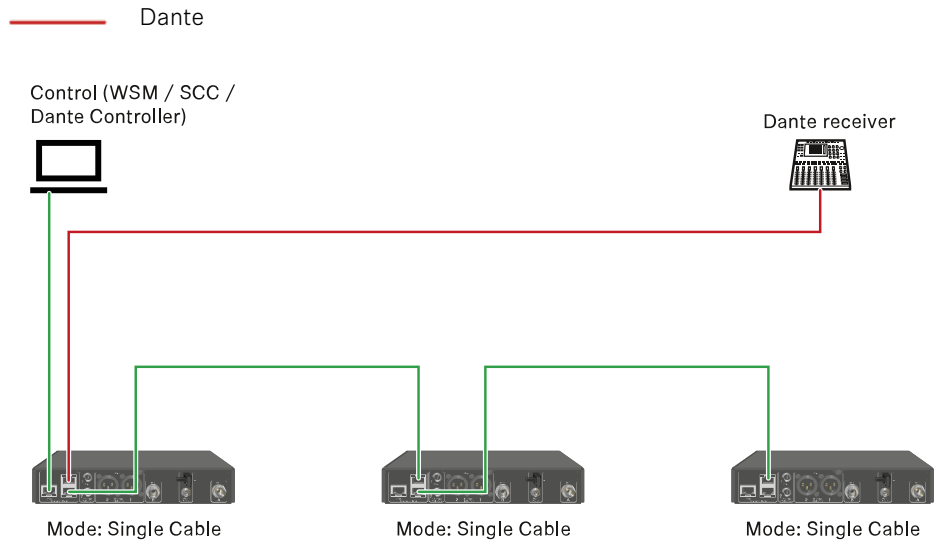 Dante
Control (WSM / SCC /
Dante Controller)
Dante receiver
Mode: Single Cable
Mode: Single Cable
Mode: Single Cable